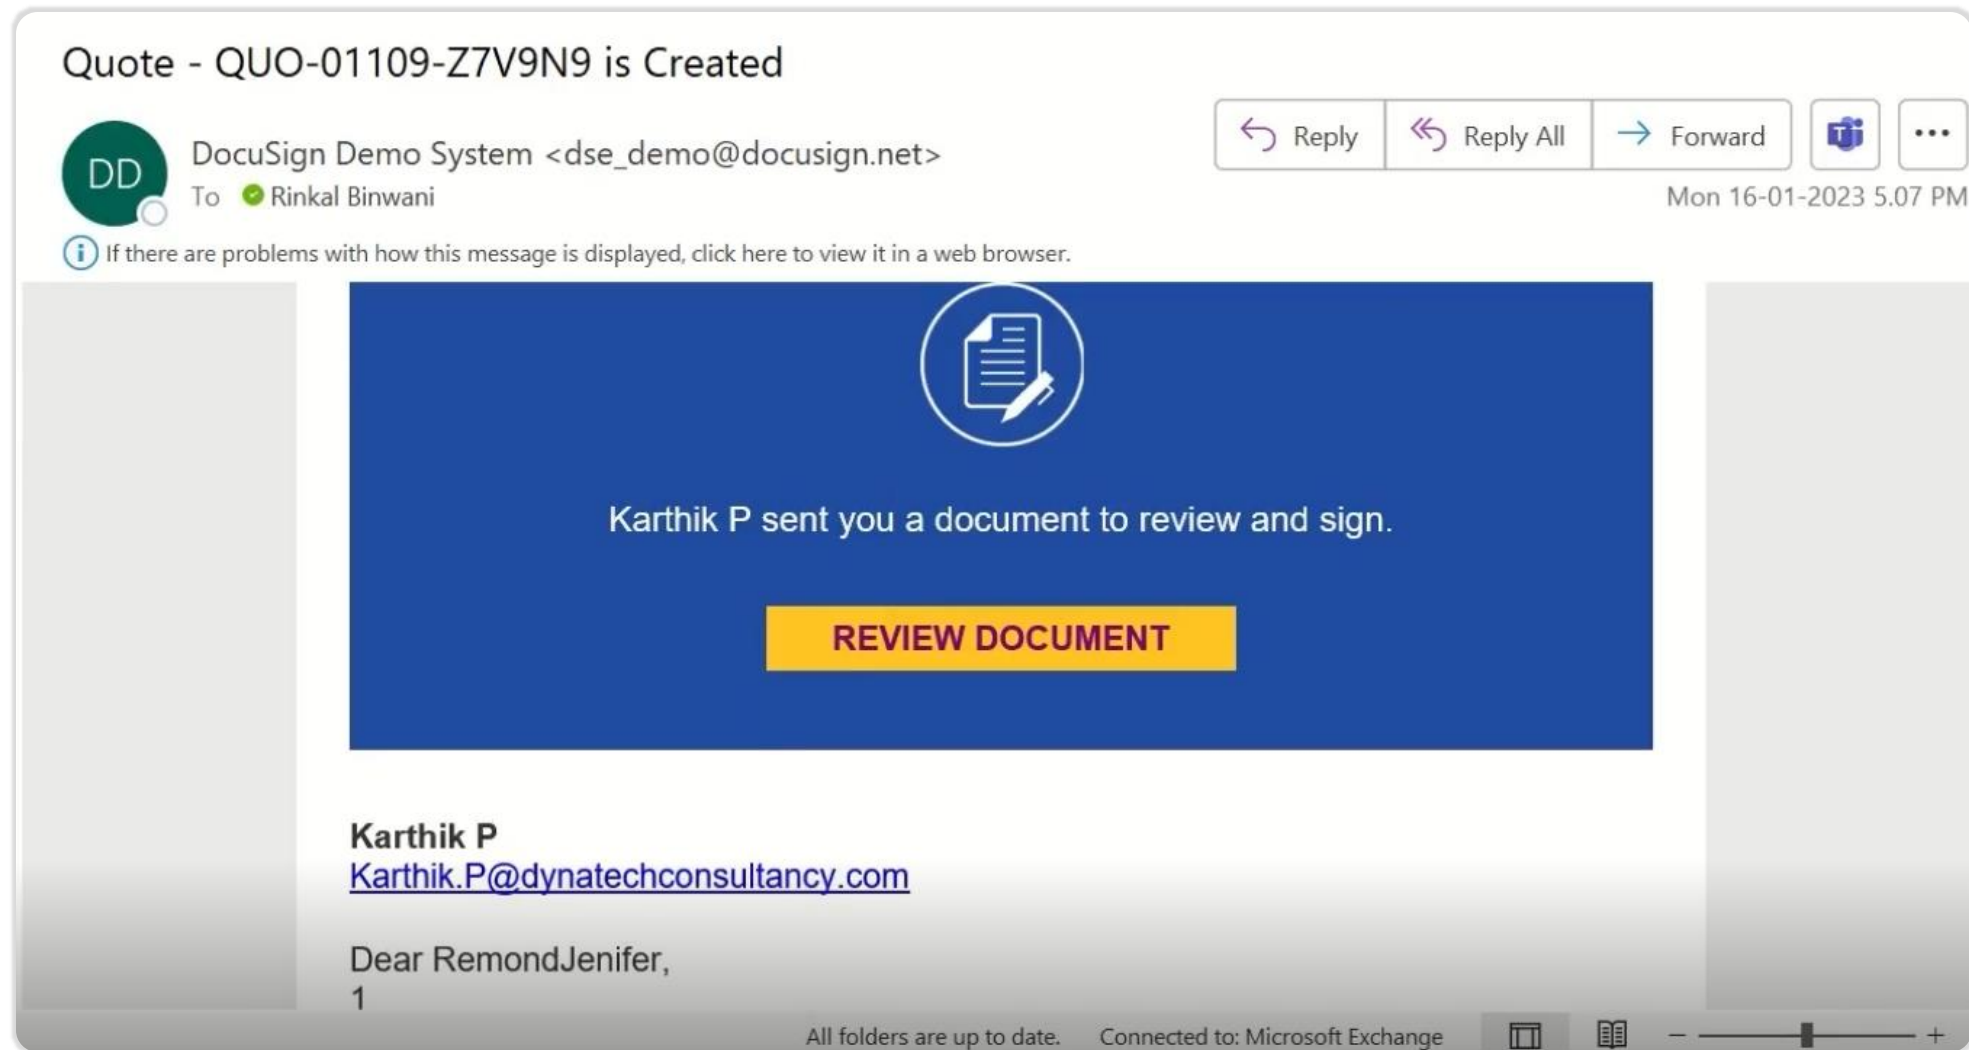 Quote - QUO-01109-Z7V9N9 is Created
DD
DocuSign Demo System <dse_demo@docusign.net>
To Rinkal Binwani
Reply
Reply All
Forward
Mon 16-01-2023 5.07 PM
If there are problems with how this message is displayed, click here to view it in a web browser.
Karthik P sent you a document to review and sign.
REVIEW DOCUMENT
Karthik P
Karthik.P@dynatechconsultancy.com
Dear RemondJenifer,
1
All folders are up to date. Connected to: Microsoft Exchange